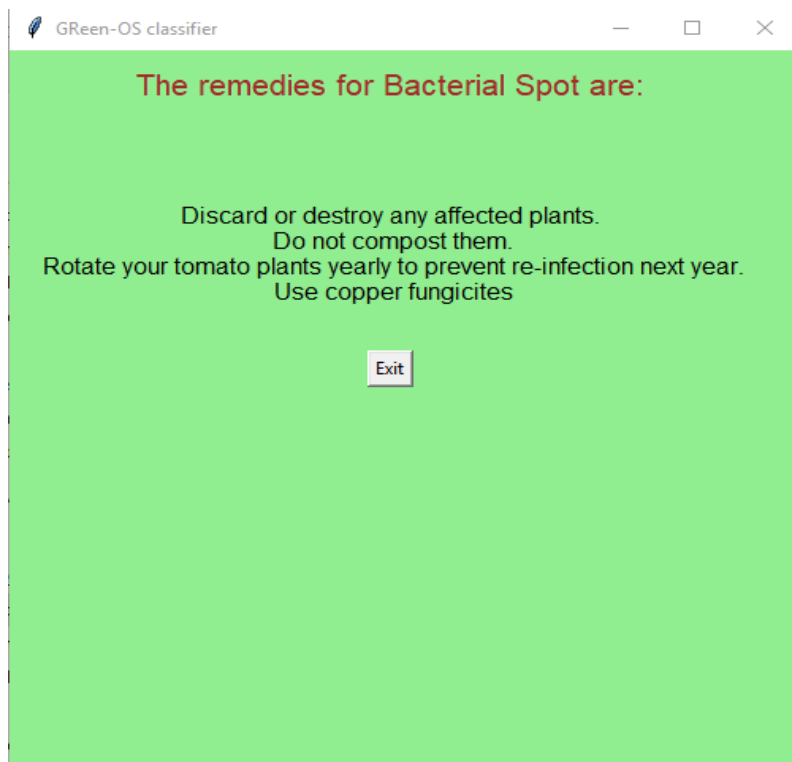 GReen-OS classifier
The remedies for Bacterial Spot are:
Discard or destroy any affected plants.
Do not compost them.
Rotate your tomato plants yearly to prevent re-infection next year.
Use copper fungicites
Exit